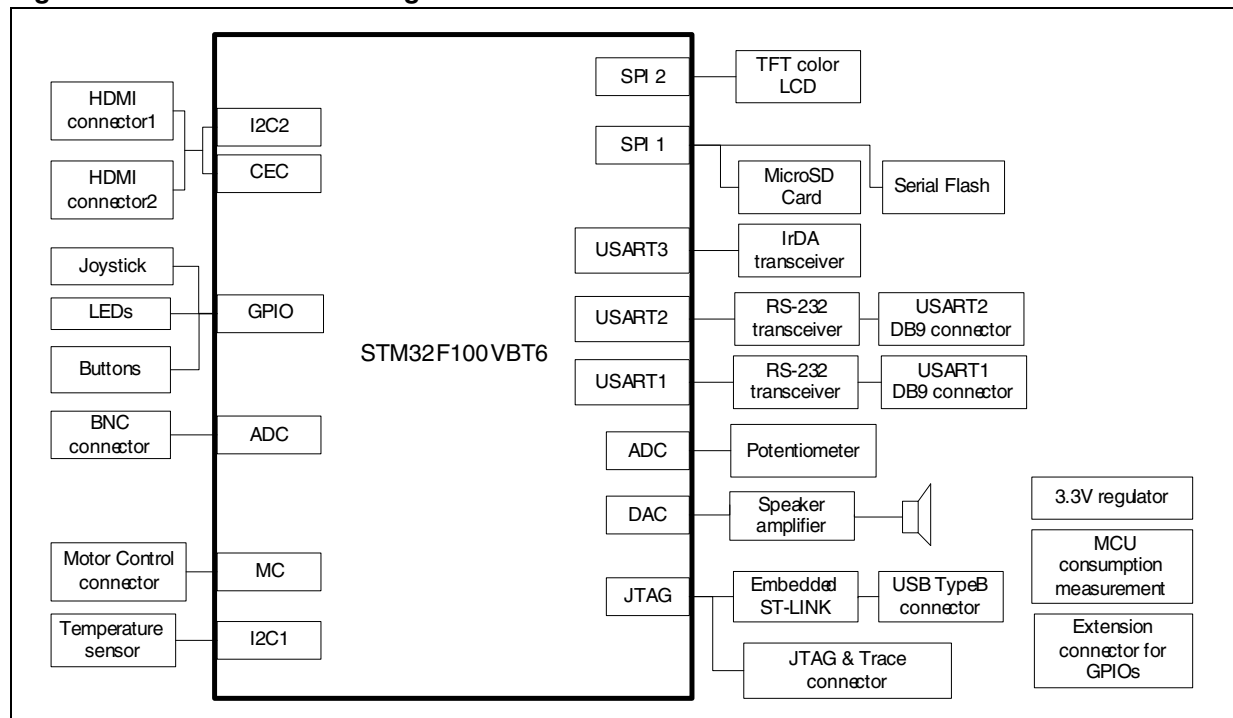 HDMI
connector1
HDMI
connector2
Joystick
LEDs
Buttons
BNC
connector
Motor Control
connector
Temperature
sensor
I2C2
CEC
GPIO
ADC
MC
I2C1
STM32F100VBT6
SPI 2
SPI 1
USART3
USART2
USART1
ADC
DAC
JTAG
TFT color
LCD
MicroSD
Card
Serial Flash
IrDA
transceiver
RS-232
transceiver
USART2
DB9 connector
RS-232
transceiver
USART1
DB9 connector
Potentiometer
Speaker
amplifier
Embedded
ST-LINK
USB TypeB
connector
JTAG & Trace
connector
3.3V regulator
MCU
consumption
measurement
Extension
connector for
GPIOs